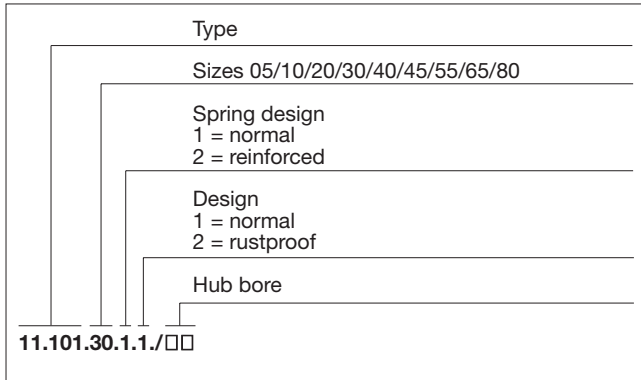 Type
Sizes 05/10/20/30/40/45/55/65/80
Spring design
1 = normal
2 = reinforced
Design
1 = normal
2 = rustproof
Hub bore
11.101.30.1.1./□□